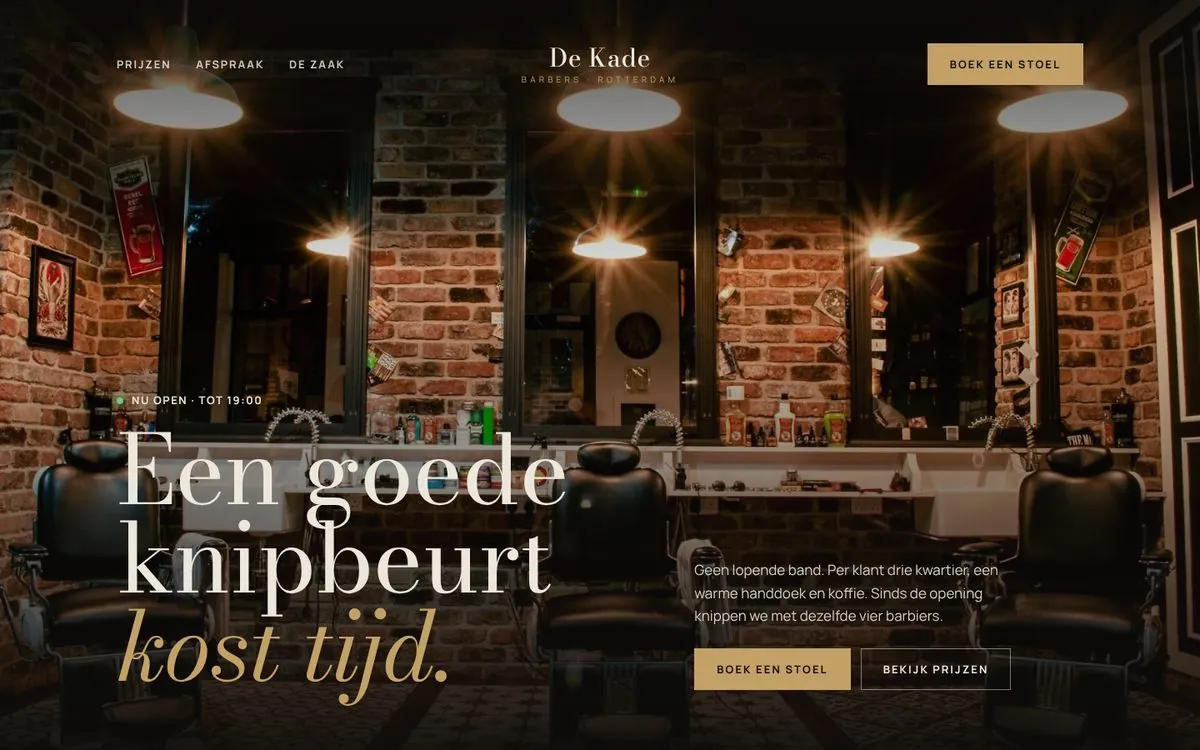 PRIJZEN AFSPRAAK DE ZAAK
De Kade
BARBERS · ROTTERDAM
BOEK EEN STOEL
NU OPEN · TOT 19:00
Een goede
knipbeurt
kost tijd.
Geen lopende band. Per klant drie kwartier, een
warme handdoek en koffie. Sinds de opening
knippen we met dezelfde vier barbiers.
BOEK EEN STOEL
BEKIJK PRIJZEN